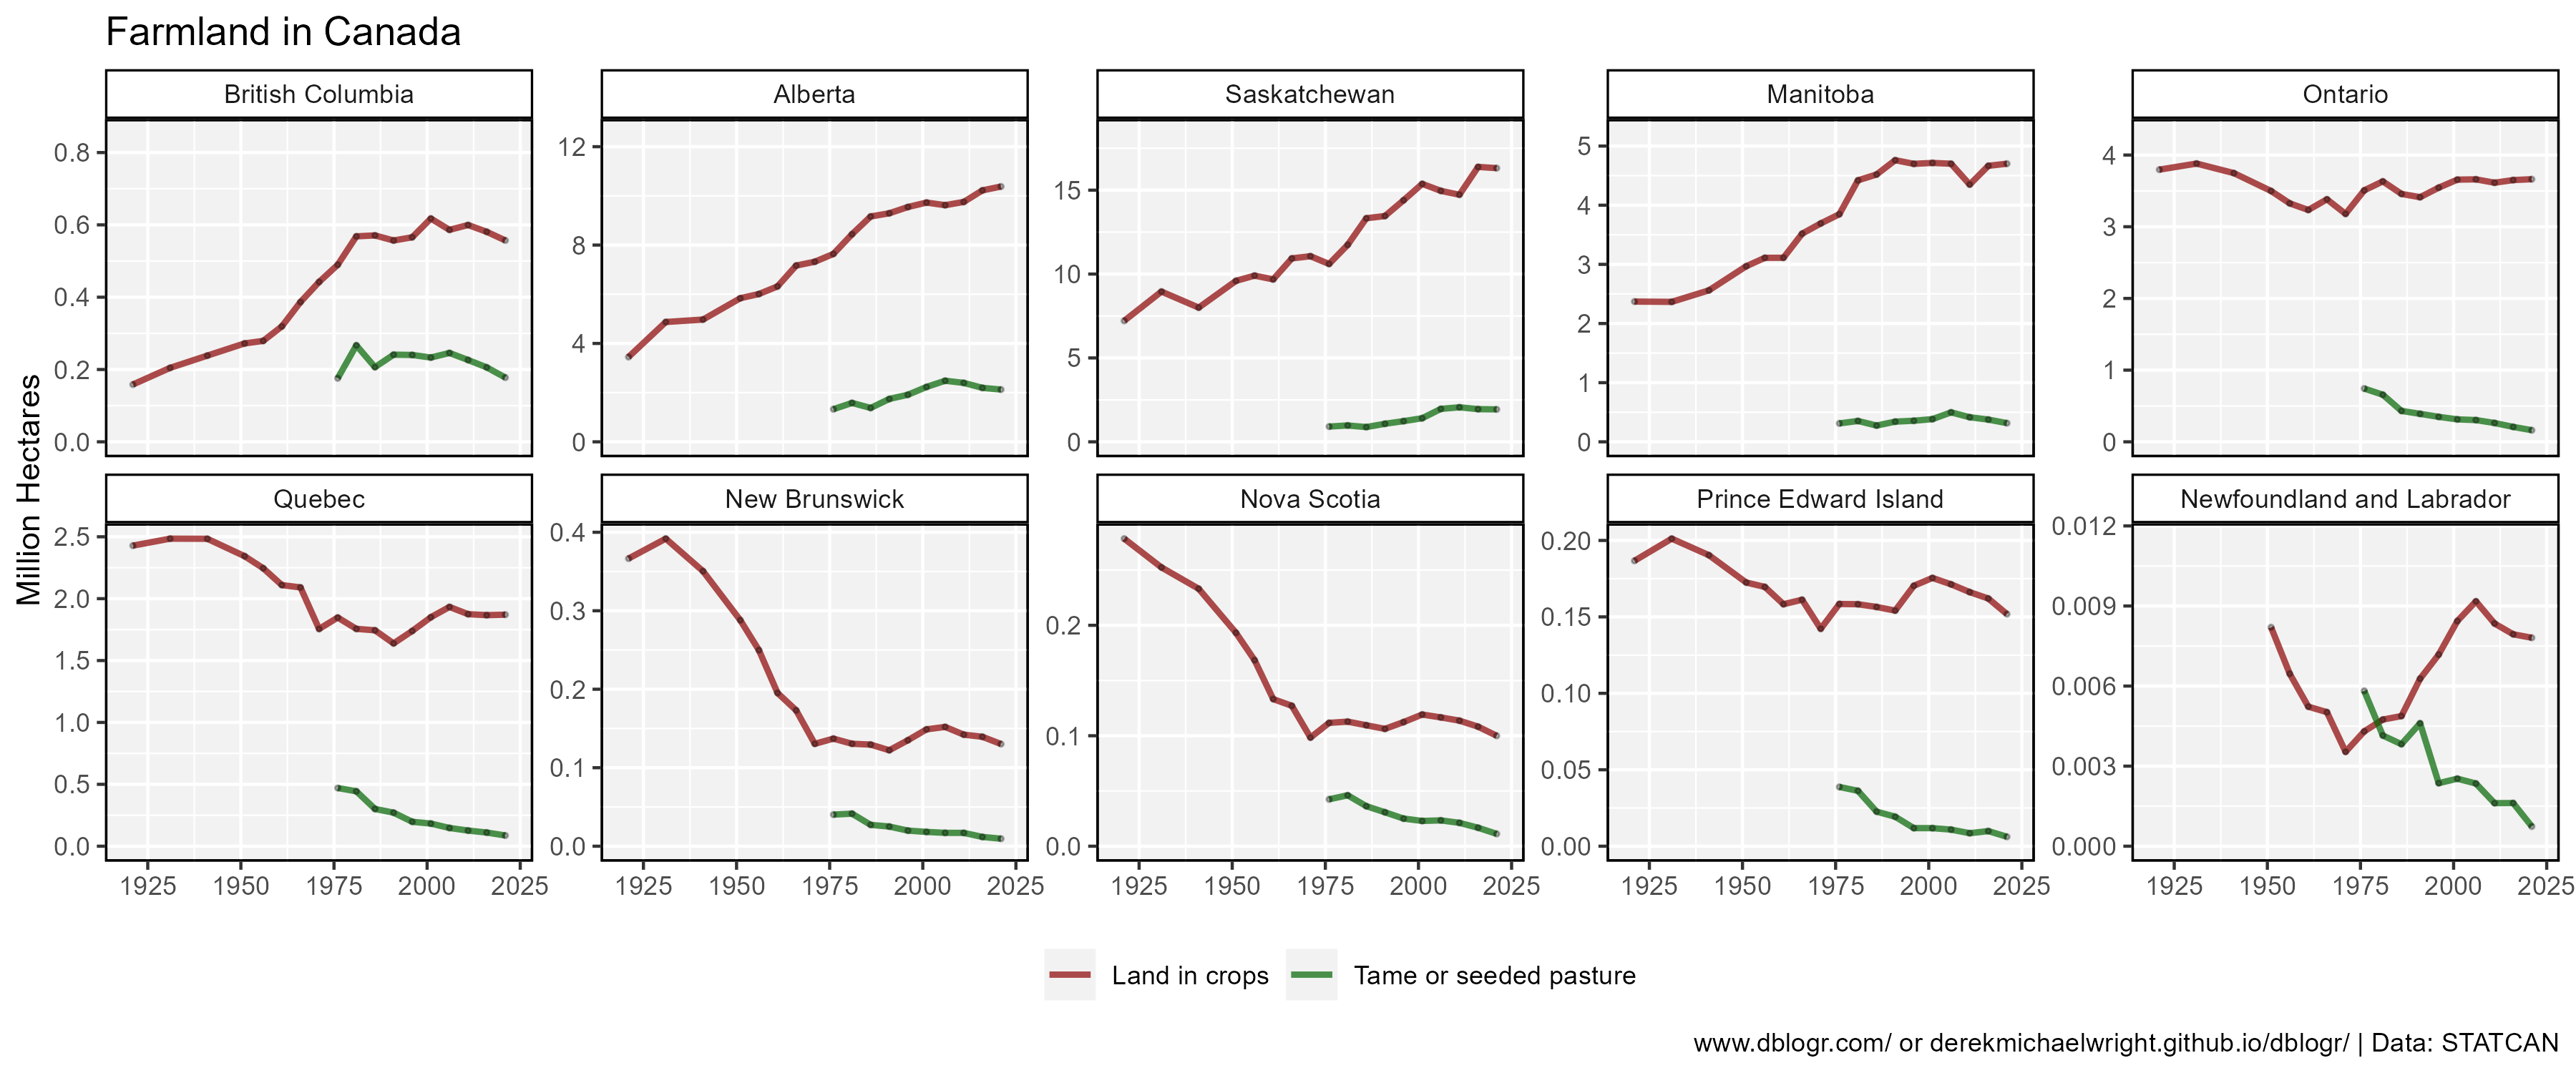 Farmland in Canada
British Columbia
Alberta
Saskatchewan
Manitoba
Ontario
0.8
0.6
0.4
0.2
0.0
12
8
4
0
15
10
5
0
5
4
3
2
1
0
4
3
2
1
0
Million Hectares
Quebec
New Brunswick
Nova Scotia
Prince Edward Island
Newfoundland and Labrador
2.5
2.0
1.5
1.0
0.5
0.0
0.4
0.3
0.2
0.1
0.0
0.2
0.1
0.0
0.20
0.15
0.10
0.05
0.00
0.012
0.009
0.006
0.003
0.000
1925 1950 1975 2000 2025
1925 1950 1975 2000 2025
1925 1950 1975 2000 2025
1925 1950 1975 2000 2025
1925 1950 1975 2000 2025
Land in crops
Tame or seeded pasture
www.dblogr.com/ or derekmichaelwright.github.io/dblogr/ | Data: STATCAN